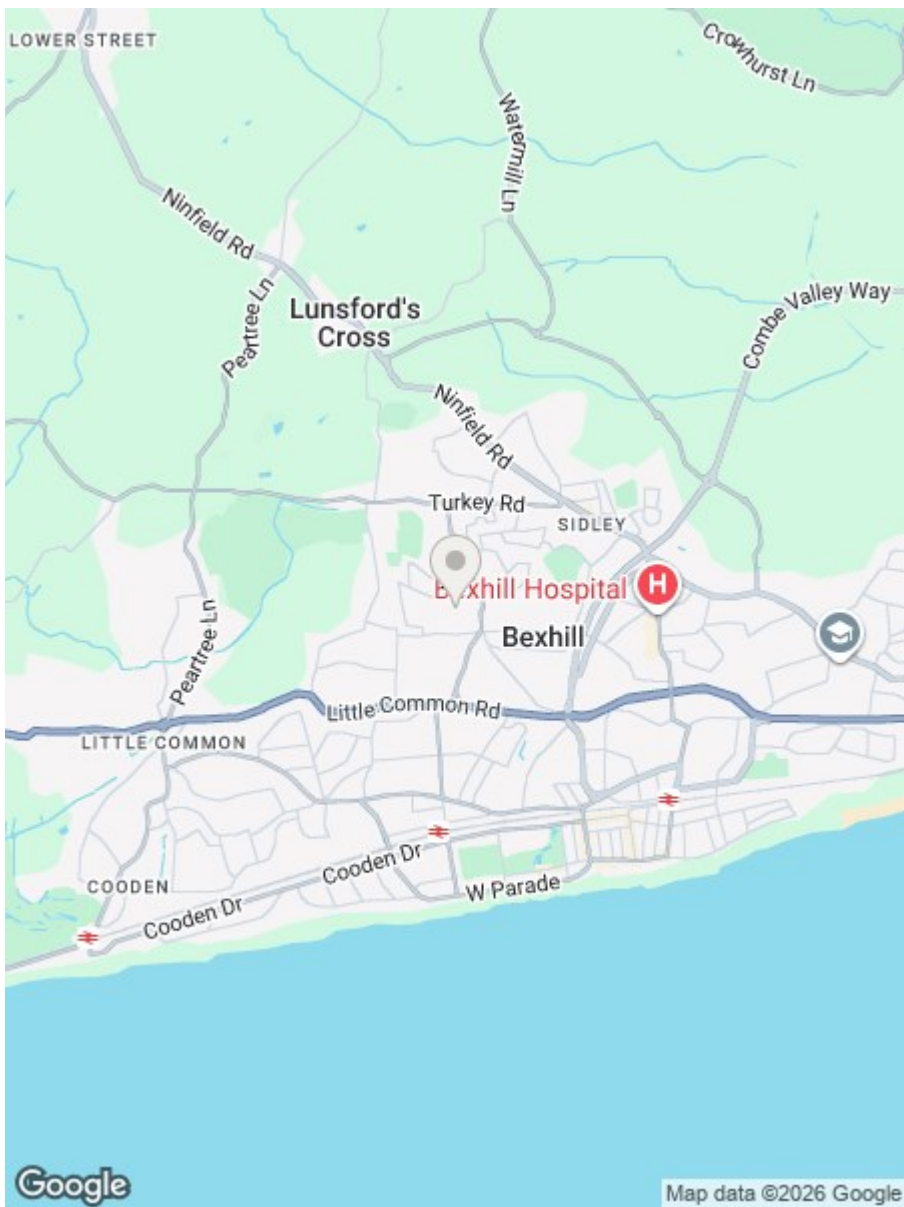 LOWER STREET
Crowhurst Ln
Watermill Ln
Ninfield Rd
Combe Valley Way
Lunsford's
Cross
Peartree Ln
Ninfield Rd
Turkey Rd
SIDLEY
Bexhill Hospital
H
Bexhill
Peartree Ln
Little Common Rd
LITTLE COMMON
Cooden Dr
W Parade
COODEN
Cooden Dr
Google
Map data ©2026 Google